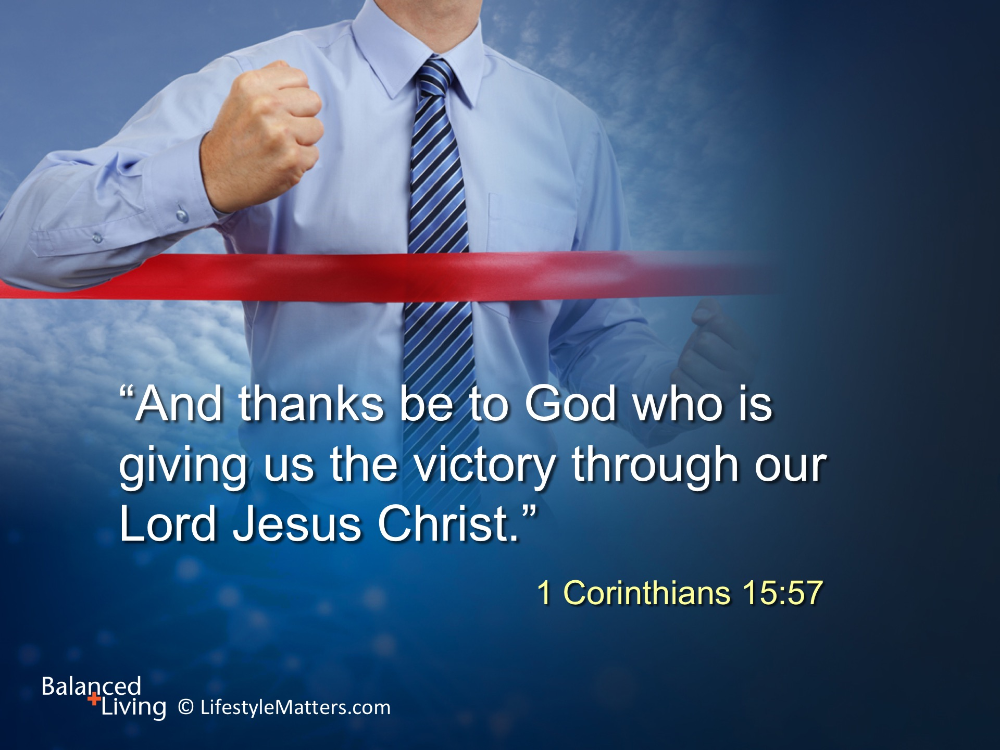 “And thanks be to God who is
giving us the victory through our
Lord Jesus Christ.”
1 Corinthians 15:57
Balanced
Living © LifestyleMatters.com